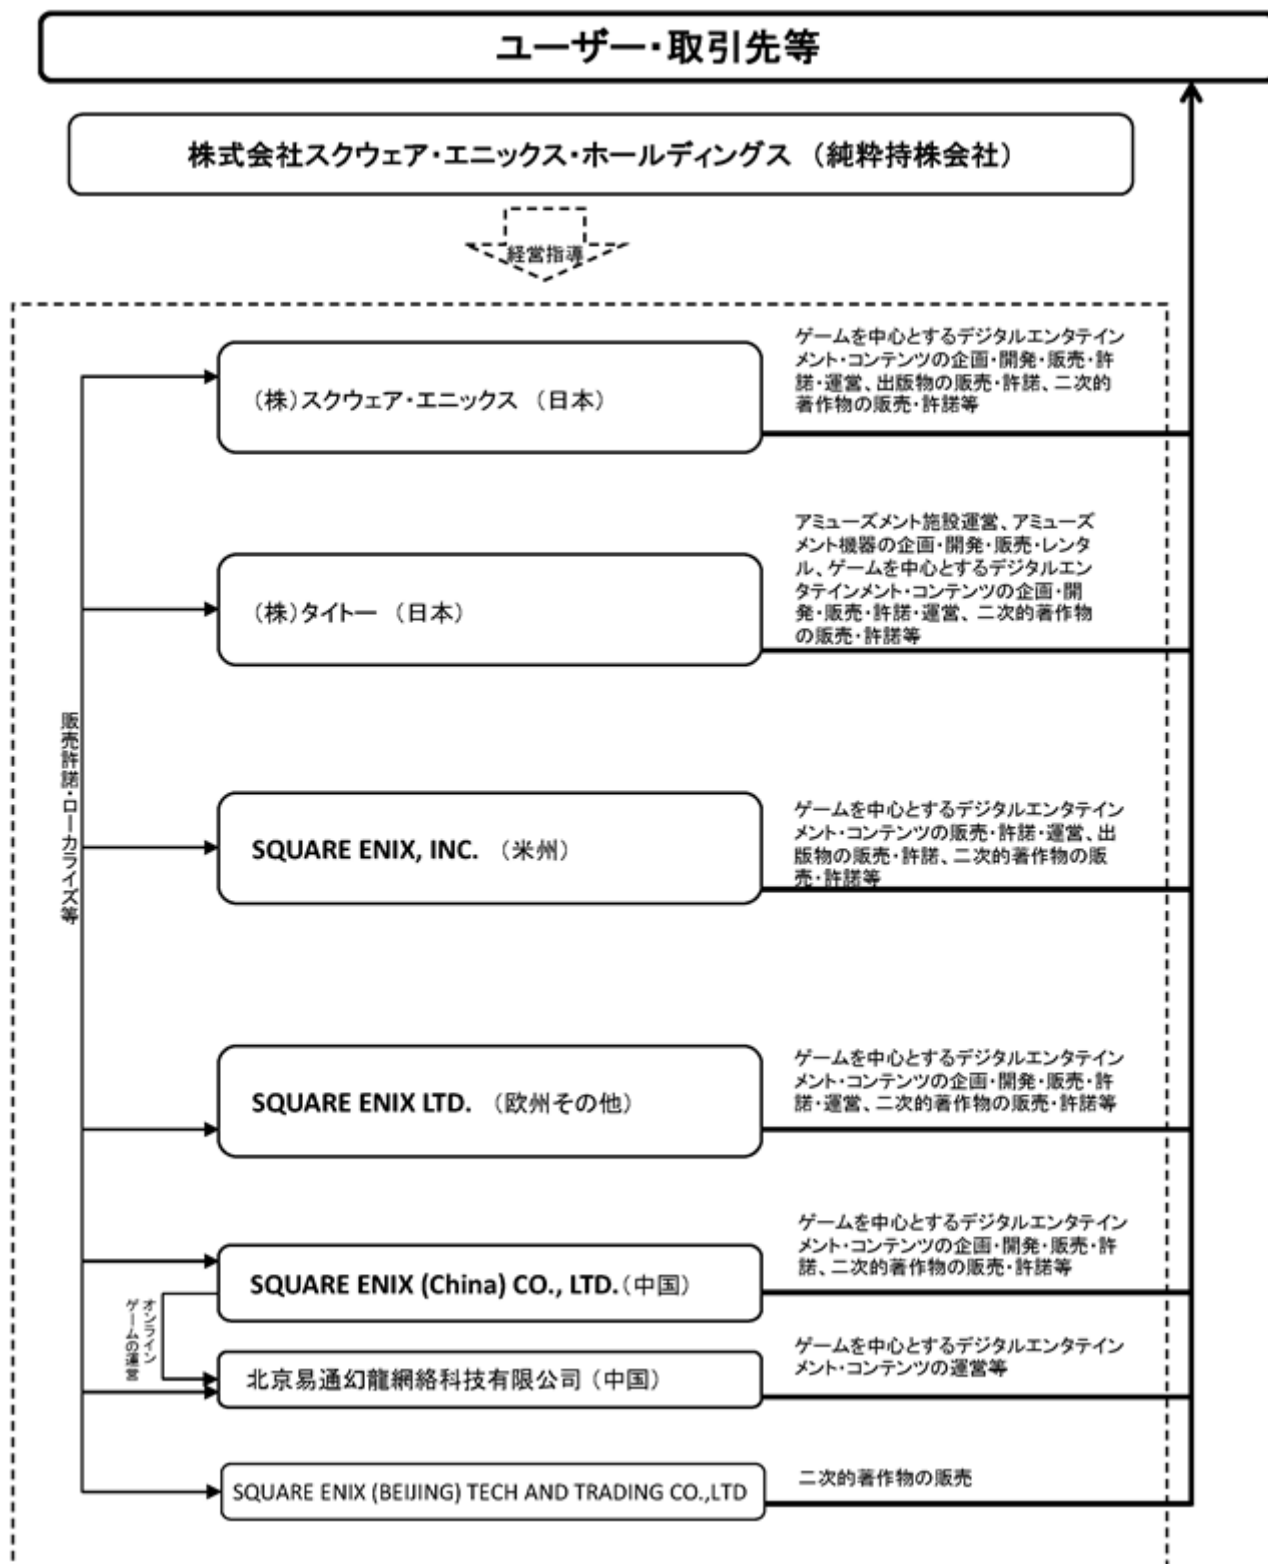 ユーザー・取引先等
株式会社スクウェア・エニックス・ホールディングス （純粋持株会社）
経営指導
販売許諾・ローカライズ等
（株）スクウェア・エニックス （日本）
ゲームを中心とするデジタルエンタテイン
メント・コンテンツの企画・開発・販売・許
諾・運営、出版物の販売・許諾、二次的
著作物の販売・許諾等
（株）タイトー （日本）
アミューズメント施設運営、アミューズ
メント機器の企画・開発・販売・レンタ
ル、ゲームを中心とするデジタルエン
タテインメント・コンテンツの企画・開
発・販売・許諾・運営、二次的著作物
の販売・許諾等
SQUARE ENIX, INC. （米州）
ゲームを中心とするデジタルエンタテイン
メント・コンテンツの販売・許諾・運営、出
版物の販売・許諾、二次的著作物の販
売・許諾等
SQUARE ENIX LTD. （欧州その他）
ゲームを中心とするデジタルエンタテイン
メント・コンテンツの企画・開発・販売・許
諾・運営、二次的著作物の販売・許諾等
SQUARE ENIX (China) CO., LTD.（中国）
ゲームを中心とするデジタルエンタテイン
メント・コンテンツの企画・開発・販売・許
諾、二次的著作物の販売・許諾等
オンライン
ゲームの運営
北京易通幻龍網絡科技有限公司（中国）
ゲームを中心とするデジタルエンタテイン
メント・コンテンツの運営等
SQUARE ENIX (BEIJING) TECH AND TRADING CO.,LTD
二次的著作物の販売